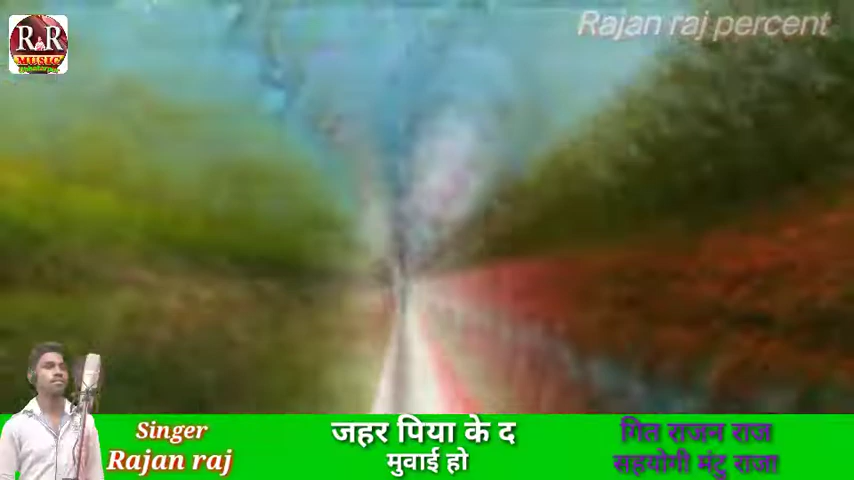 Rajan raj percent
R R
MUSIC
Singer
Rajan raj
जहर पिया के द
मुवाई हो
गित राजन राज
सहयोगी मंटु राजा